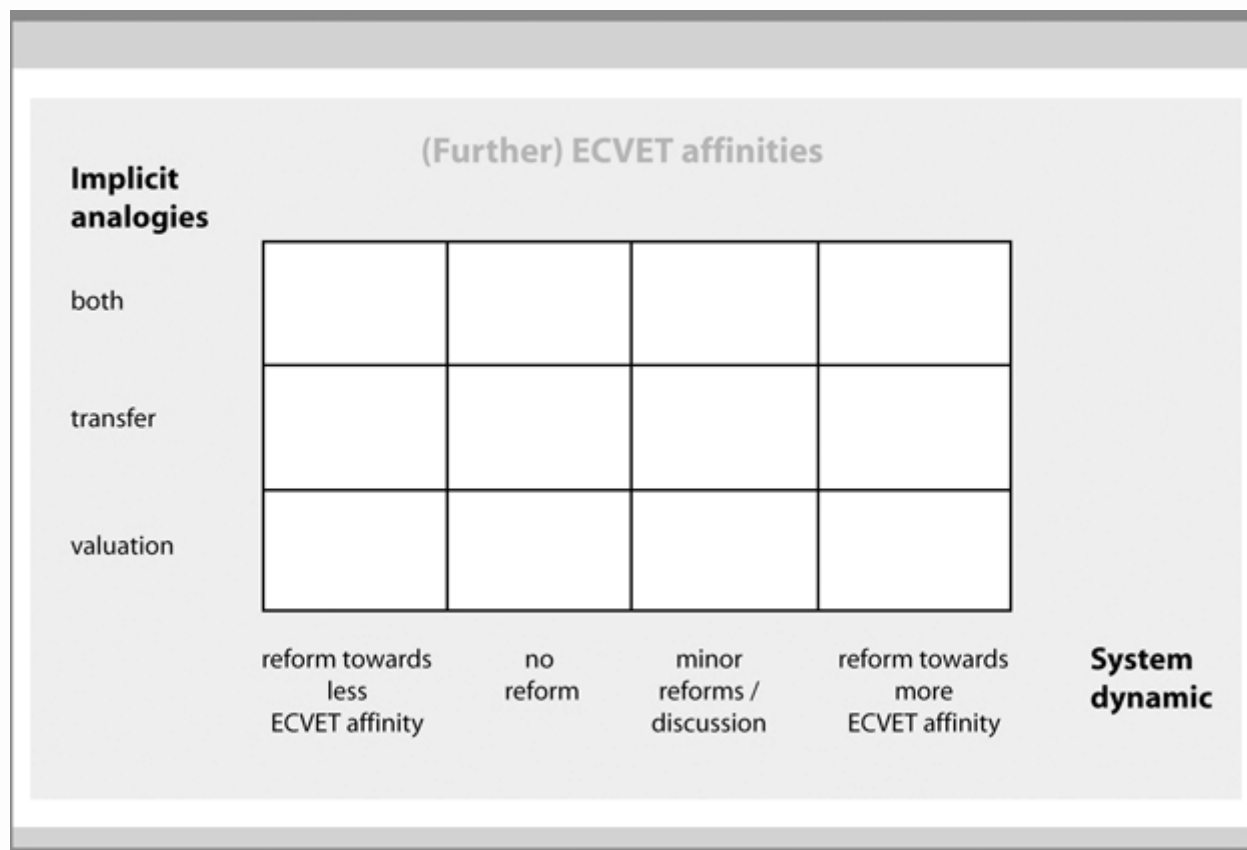 (Further) ECVET affinities
Implicit
analogies
both
transfer
valuation
reform towards
less
ECVET affinity
no
reform
minor
reforms /
discussion
reform towards
more
ECVET affinity
System
dynamic